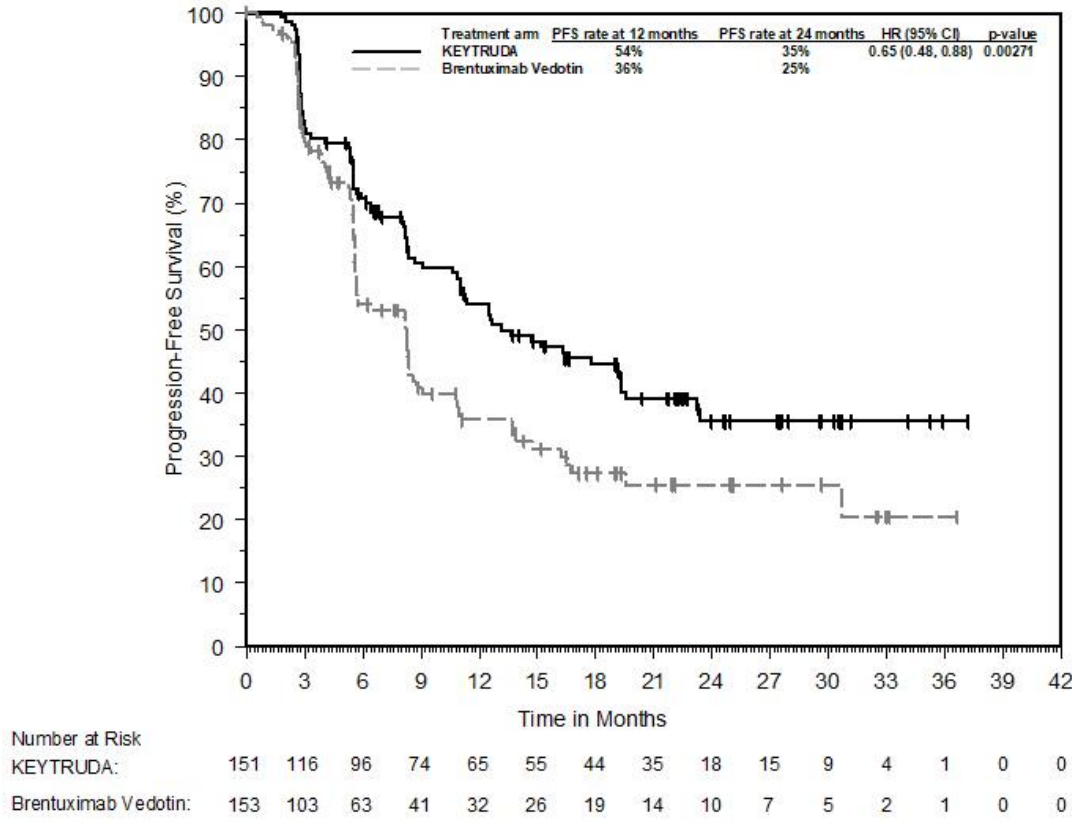 Treatment arm PFS rate at 12 months PFS rate at 24 months HR (95% CI) p-value
KEYTRUDA 54% 35% 0.65 (0.48, 0.88) 0.00271
Brentuximab Vedotin 36% 25%
Progression-Free Survival (%)
100
90
80
70
60
50
40
30
20
10
0
0 3 6 9 12 15 18 21 24 27 30 33 36 39 42
Time in Months
Number at Risk
KEYTRUDA: 151 116 96 74 65 55 44 35 18 15 9 4 1 0 0
Brentuximab Vedotin: 153 103 63 41 32 26 19 14 10 7 5 2 1 0 0